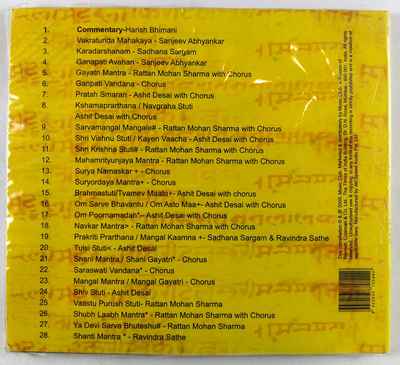 1. Commentary-Harish Bhimani
2. Vakratunda Mahakaya - Sanjeev Abhyankar
3. Karadarshanam - Sadhana Sargam
4. Ganapati Avahan - Sanjeev Abhyankar
5. Gayatri Mantra - Rattan Mohan Sharma with Chorus
6. Ganpati Vandana - Chorus
7. Pratah Smaran - Ashit Desai with Chorus
8. Kshamaprarthana / Navgraha Stuti
Ashit Desai with Chorus
9. Sarvamangal Mangale# - Rattan Mohan Sharma with Chorus
10. Shri Vishnu Stuti / Kayen Vaacha - Ashit Desai with Chorus
11. Shri Krishna Stuti# - Rattan Mohan Sharma with Chorus
12. Mahamrityunjaya Mantra - Rattan Mohan Sharma with Chorus
13. Surya Namaskar + - Chorus
14. Suryordaya Mantra+ - Chorus
15. Brahmastuti/Tvamev Maata+- Ashit Desai with Chorus
16. Om Sarve Bhavantu / Om Asto Maa+- Ashit Desai with Chorus
17. Om Poornamadah*- Ashit Desai with Chorus
18. Navkar Mantra> - Rattan Mohan Sharma with Chorus
19. Prakriti Prarthana / Mangal Kaamna +- Sadhana Sargam & Ravindra Sathe
20. Tulsi Stuti< - Ashit Desai
21. Shani Mantra / Shani Gayatri* - Chorus
22. Saraswati Vandana* - Chorus
23. Mangal Mantra / Mangal Gayatri - Chorus
24. Shiv Stuti - Ashit Desai
25. Vaastu Purush Stuti- Rattan Mohan Sharma
26. Shubh Laabh Mantra* - Rattan Mohan Sharma with Chorus
27. Ya Devi Sarve Bhuteshu# - Rattan Mohan Sharma
28. Shanti Mantra * - Ravindra Sathe